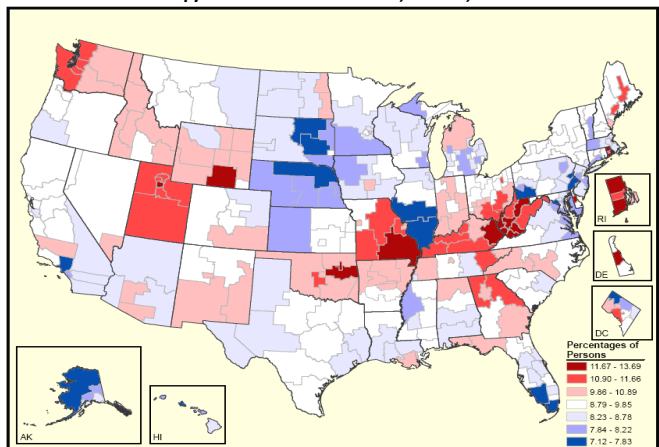 RI
DE
DC
Percentages of
Persons
11.67 - 13.69
10.90 - 11.66
9.86 - 10.89
8.79 - 9.85
8.23 - 8.78
7.84 - 8.22
7.12 - 7.83
AK
HI